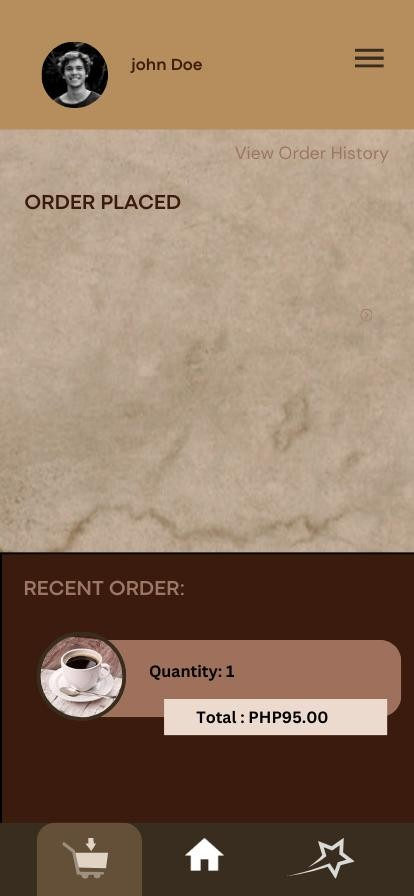 john Doe
View Order History
ORDER PLACED
RECENT ORDER:
Quantity: 1
Total : PHP95.00